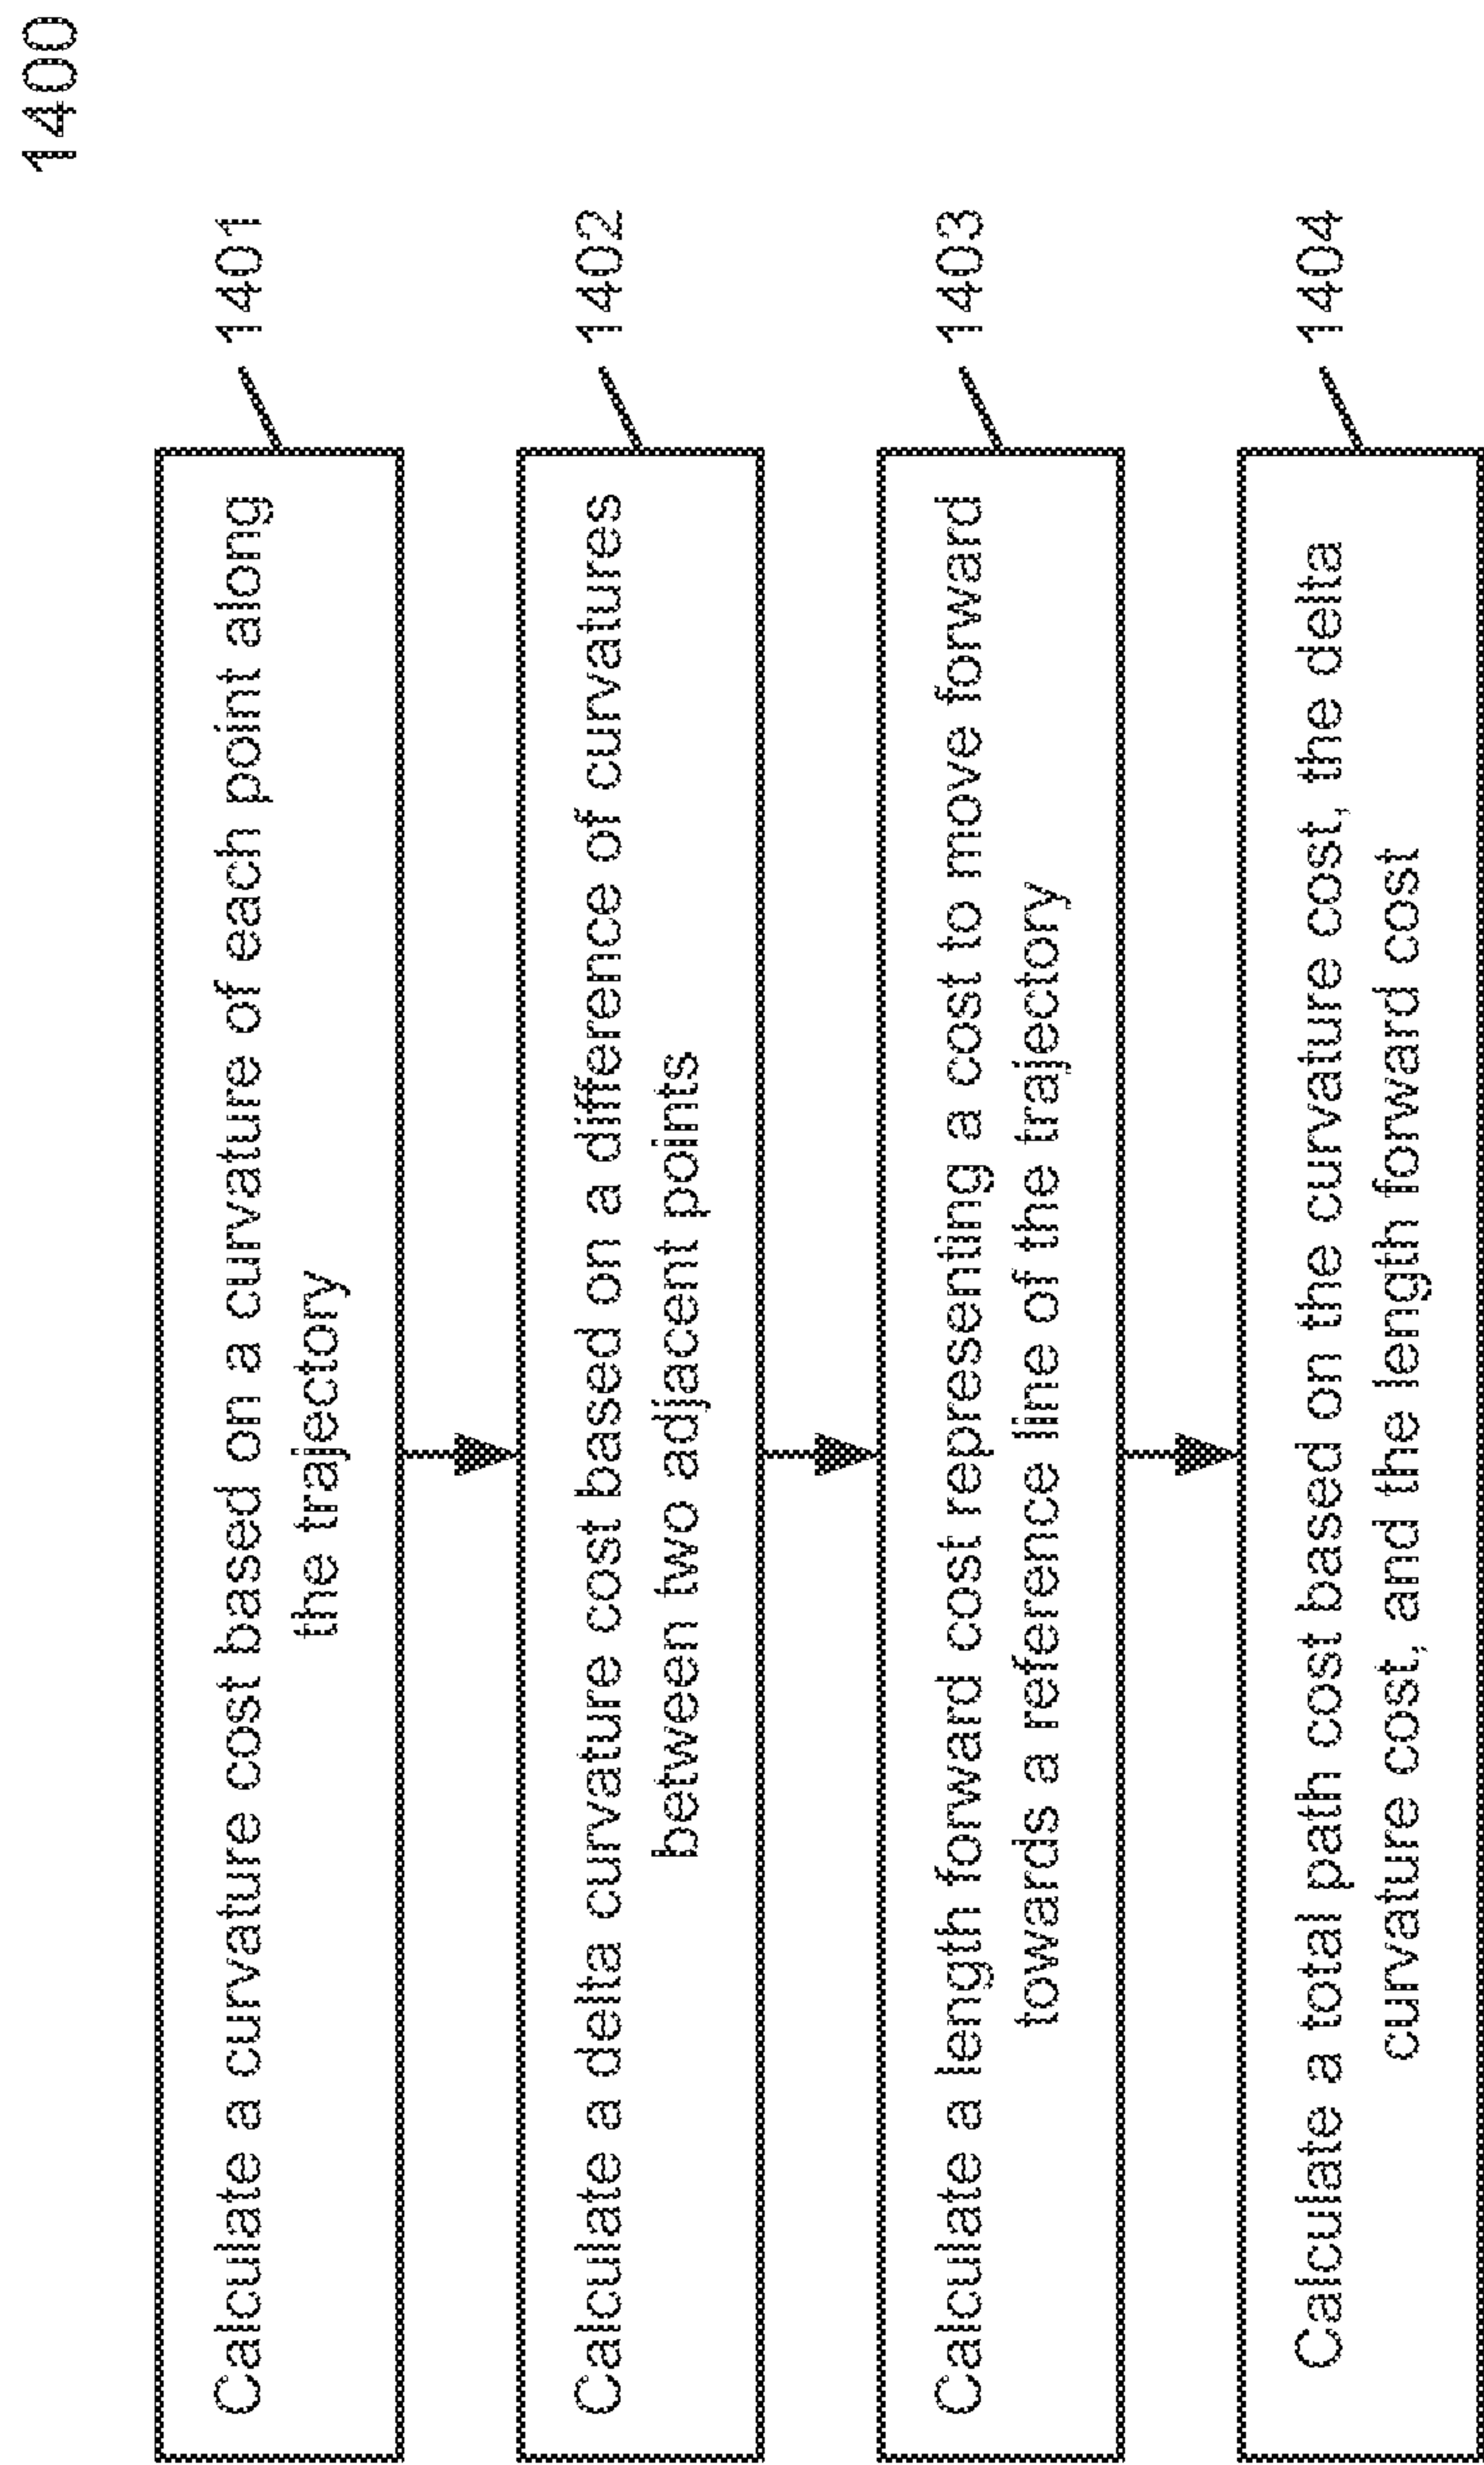 1400
Calculate a curvature cost based on a curvature of each point along
the trajectory
1401
Calculate a delta curvature cost based on a difference of curvatures
between two adjacent points
1402
Calculate a length forward cost representing a cost to move forward
towards a reference line of the trajectory
1403
Calculate a total path cost based on the curvature cost, the delta
curvature cost, and the length forward cost
1404